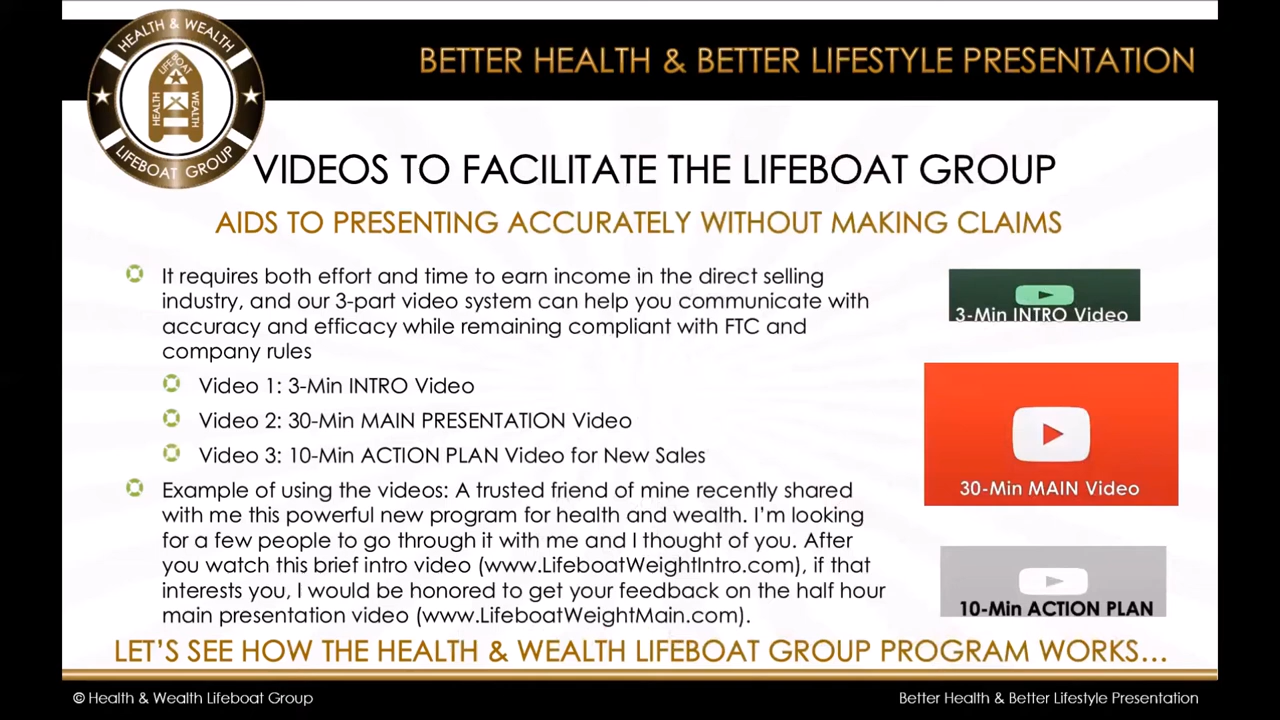 HEALTH & WEALTH
LIFEBOAT
HEALTH
WEALTH
LIFEBOAT GROUP
BETTER HEALTH & BETTER LIFESTYLE PRESENTATION
VIDEOS TO FACILITATE THE LIFEBOAT GROUP
AIDS TO PRESENTING ACCURATELY WITHOUT MAKING CLAIMS
It requires both effort and time to earn income in the direct selling
industry, and our 3-part video system can help you communicate with
accuracy and efficacy while remaining compliant with FTC and
company rules
Video 1: 3-Min INTRO Video
Video 2: 30-Min MAIN PRESENTATION Video
Video 3: 10-Min ACTION PLAN Video for New Sales
Example of using the videos: A trusted friend of mine recently shared
with me this powerful new program for health and wealth. I'm looking
for a few people to go through it with me and I thought of you. After
you watch this brief intro video (www.LifeboatWeightIntro.com), if that
interests you, I would be honored to get your feedback on the half hour
main presentation video (www.LifeboatWeightMain.com).
3-Min INTRO Video
30-Min MAIN Video
10-Min ACTION PLAN
LET'S SEE HOW THE HEALTH & WEALTH LIFEBOAT GROUP PROGRAM WORKS...
© Health & Wealth Lifeboat Group
Better Health & Better Lifestyle Presentation